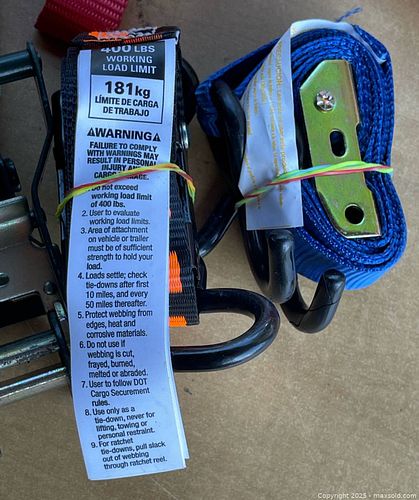 400 LBS
WORKING
LOAD LIMIT
181kg
LÍMITE DE CARGA
DE TRABAJO
⚠WARNING⚠
FAILURE TO COMPLY
WITH WARNINGS MAY
RESULT IN PERSONAL
INJURY AND
1. Do not exceed
working load limit
of 400 lbs.
2. User to evaluate
working load limits.
3. Area of attachment
on vehicle or trailer
must be of sufficient
strength to hold your
load.
4. Loads settle; check
tie-downs after first
10 miles, and every
50 miles thereafter.
5. Protect webbing from
edges, heat and
corrosive materials.
6. Do not use if
webbing is cut,
frayed, burned,
melted or abraded.
7. User to follow DOT
Cargo Securement
rules.
8. Use only as a
tie-down, never for
lifting, towing or
personal restraint.
9. For ratchet
tie-downs, pull slack
out of webbing
through ratchet reel.
Copyright 2025 - maxsold.com